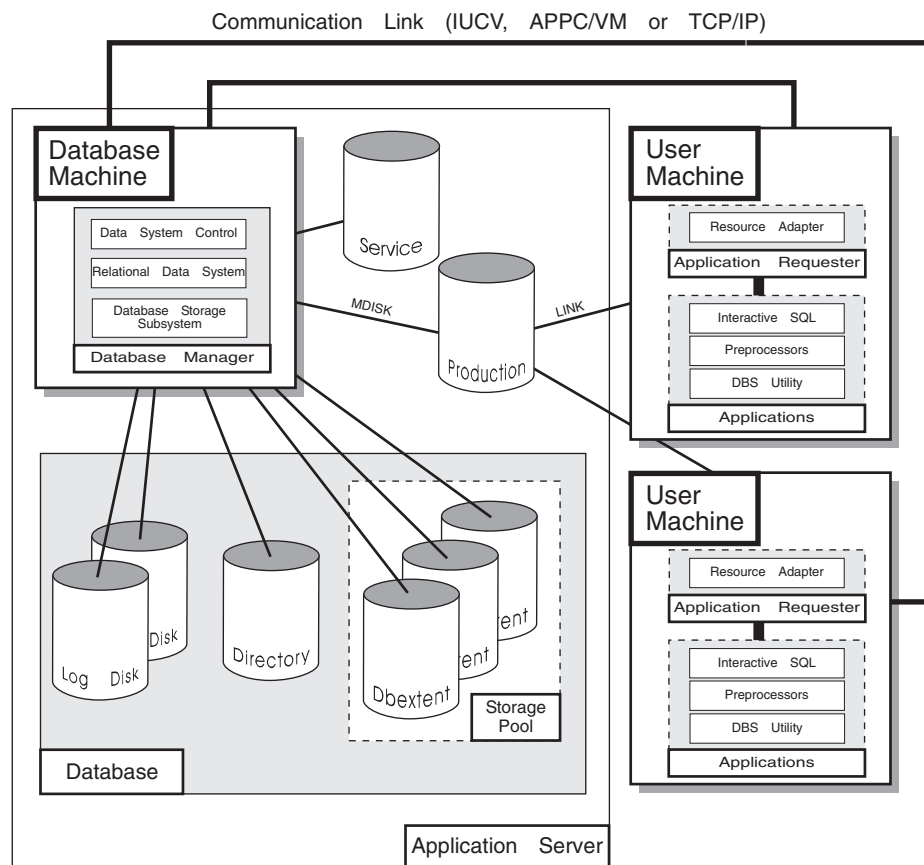 Communication Link (IUCV, APPC/VM or TCP/IP)
Database
Machine
Data System Control
Relational Data System
Database Storage
Subsystem
Database Manager
Service
MDISK
Production
LINK
User
Machine
Resource Adapter
Application Requester
Interactive SQL
Preprocessors
DBS Utility
Applications
User
Machine
Resource Adapter
Application Requester
Interactive SQL
Preprocessors
DBS Utility
Applications
Log Disk
Disk
Directory
Dbextent
tent
tent
Storage
Pool
Database
Application Server